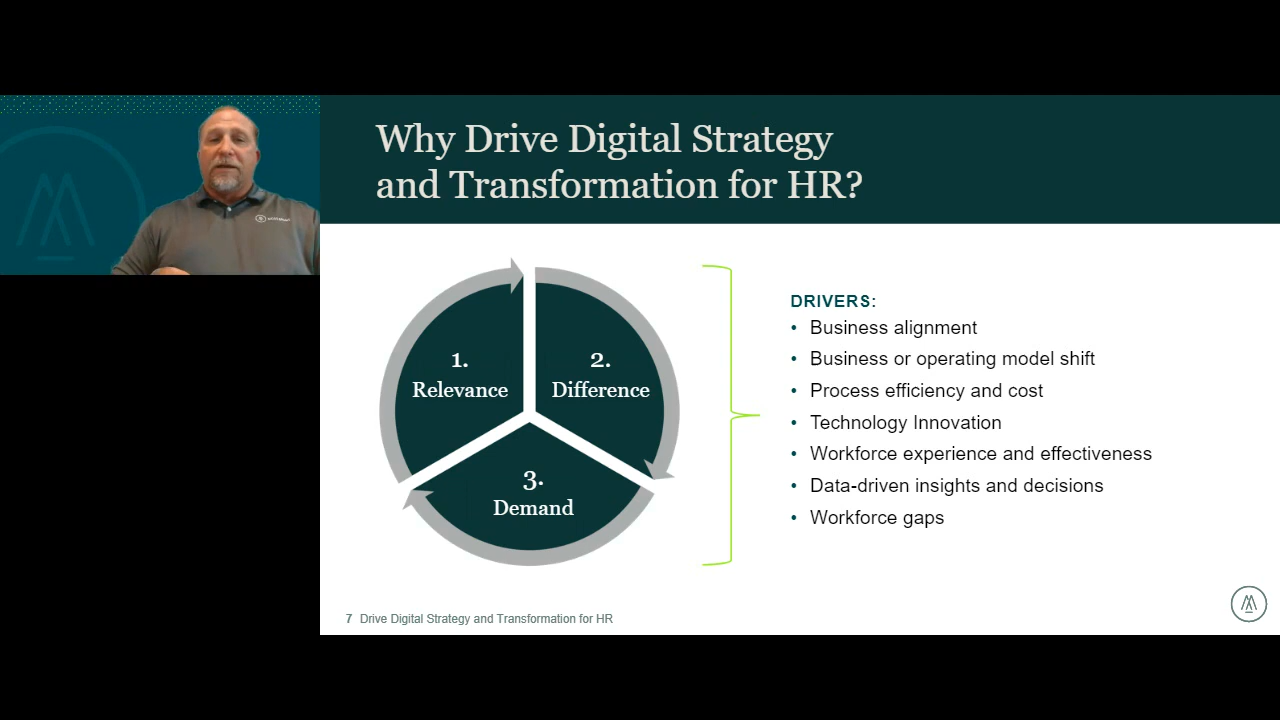 Why Drive Digital Strategy
and Transformation for HR?
1.
Relevance
2.
Difference
3.
Demand
DRIVERS:
• Business alignment
• Business or operating model shift
• Process efficiency and cost
• Technology Innovation
• Workforce experience and effectiveness
• Data-driven insights and decisions
• Workforce gaps
7 Drive Digital Strategy and Transformation for HR